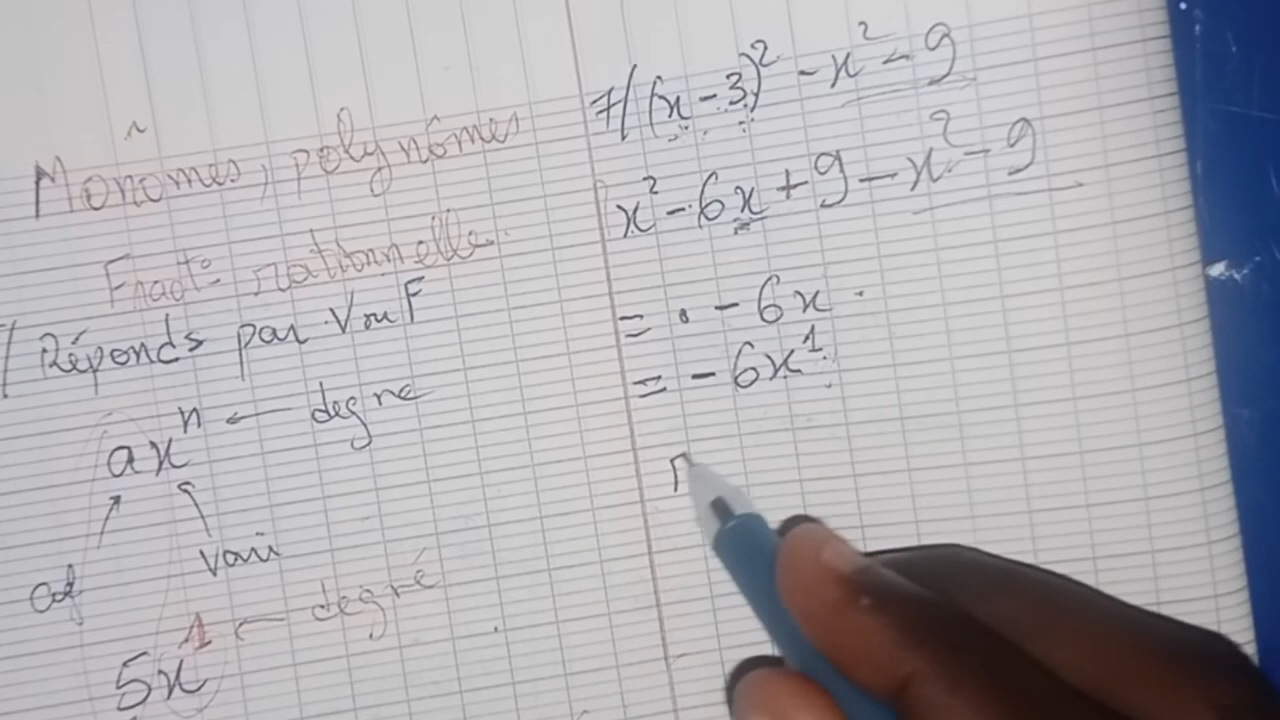 Monômes, polynômes
Fract° rationnelle.
/ Réponds par V ou F
axⁿ ← degré
coef vari
5x¹ ← degré
7/ (x - 3)² - x² - 9
x² - 6x + 9 - x² - 9
= • - 6x.
= - 6x¹